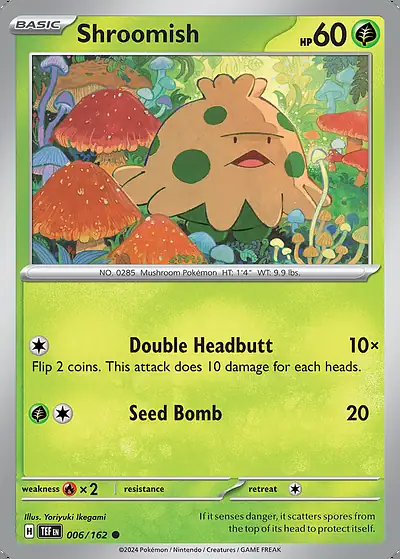 BASIC Shroomish HP60
NO. 0285 Mushroom Pokémon HT: 1'4" WT: 9.9 lbs.
Double Headbutt 10×
Flip 2 coins. This attack does 10 damage for each heads.
Seed Bomb 20
weakness ×2 resistance retreat
Illus. Yoriyuki Ikegami
H TEF EN 006/162
If it senses danger, it scatters spores from
the top of its head to protect itself.
©2024 Pokémon / Nintendo / Creatures / GAME FREAK